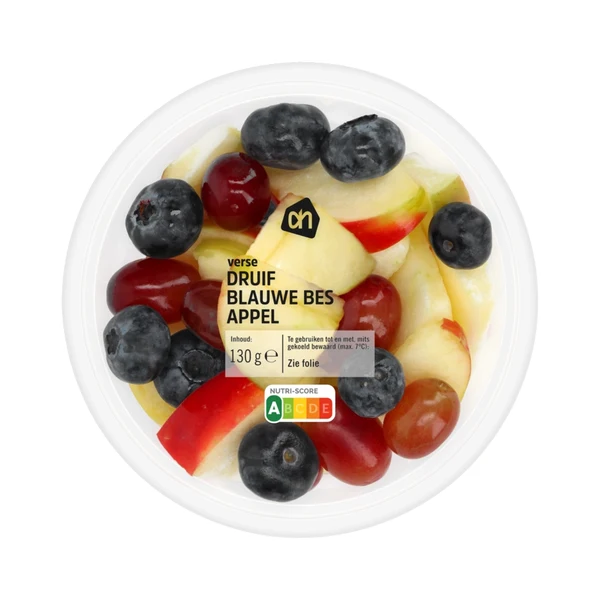 ah
verse
DRUIF
BLAUWE BES
APPEL
Inhoud:
130 g ℮
Te gebruiken tot en met, mits
gekoeld bewaard (max. 7°C):
Zie folie
NUTRI-SCORE
A B C D E